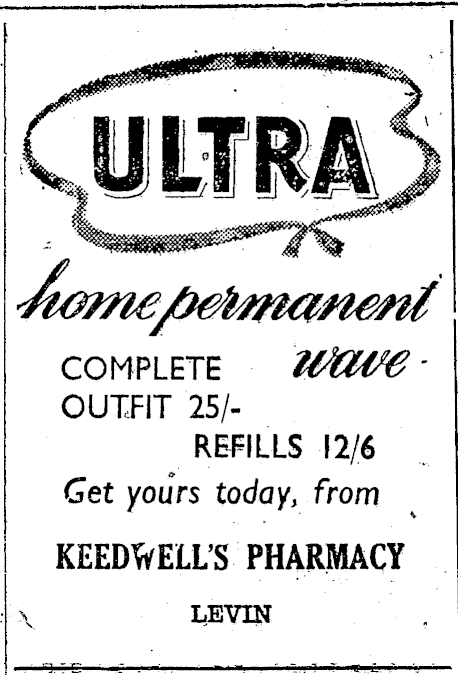 ULTRA
home permanent
wave
COMPLETE
OUTFIT 25/-
REFILLS 12/6
Get yours today, from
KEEDWELL'S PHARMACY
LEVIN